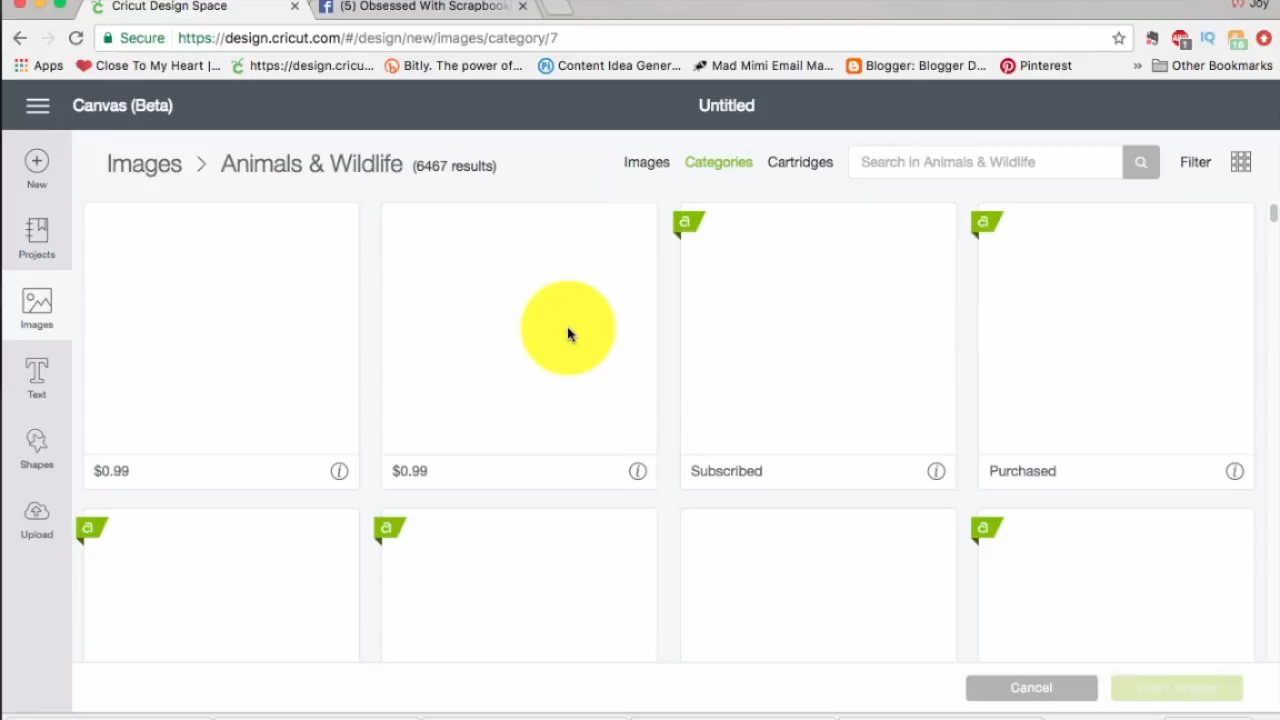 Cricut Design Space
(5) Obsessed With Scrapbook
Joy
Secure https://design.cricut.com/#/design/new/images/category/7
1
IQ
16
Apps Close To My Heart |... https://design.cricu... Bitly. The power of... Content Idea Gener... Mad Mimi Email Ma... Blogger: Blogger D... Pinterest » Other Bookmarks
Canvas (Beta)
Untitled
New
Projects
Images
Text
Shapes
Upload
Images > Animals & Wildlife (6467 results)
Images Categories Cartridges Search in Animals & Wildlife Filter
a
a
$0.99 i
$0.99 i
Subscribed i
Purchased i
a
a
a
Cancel